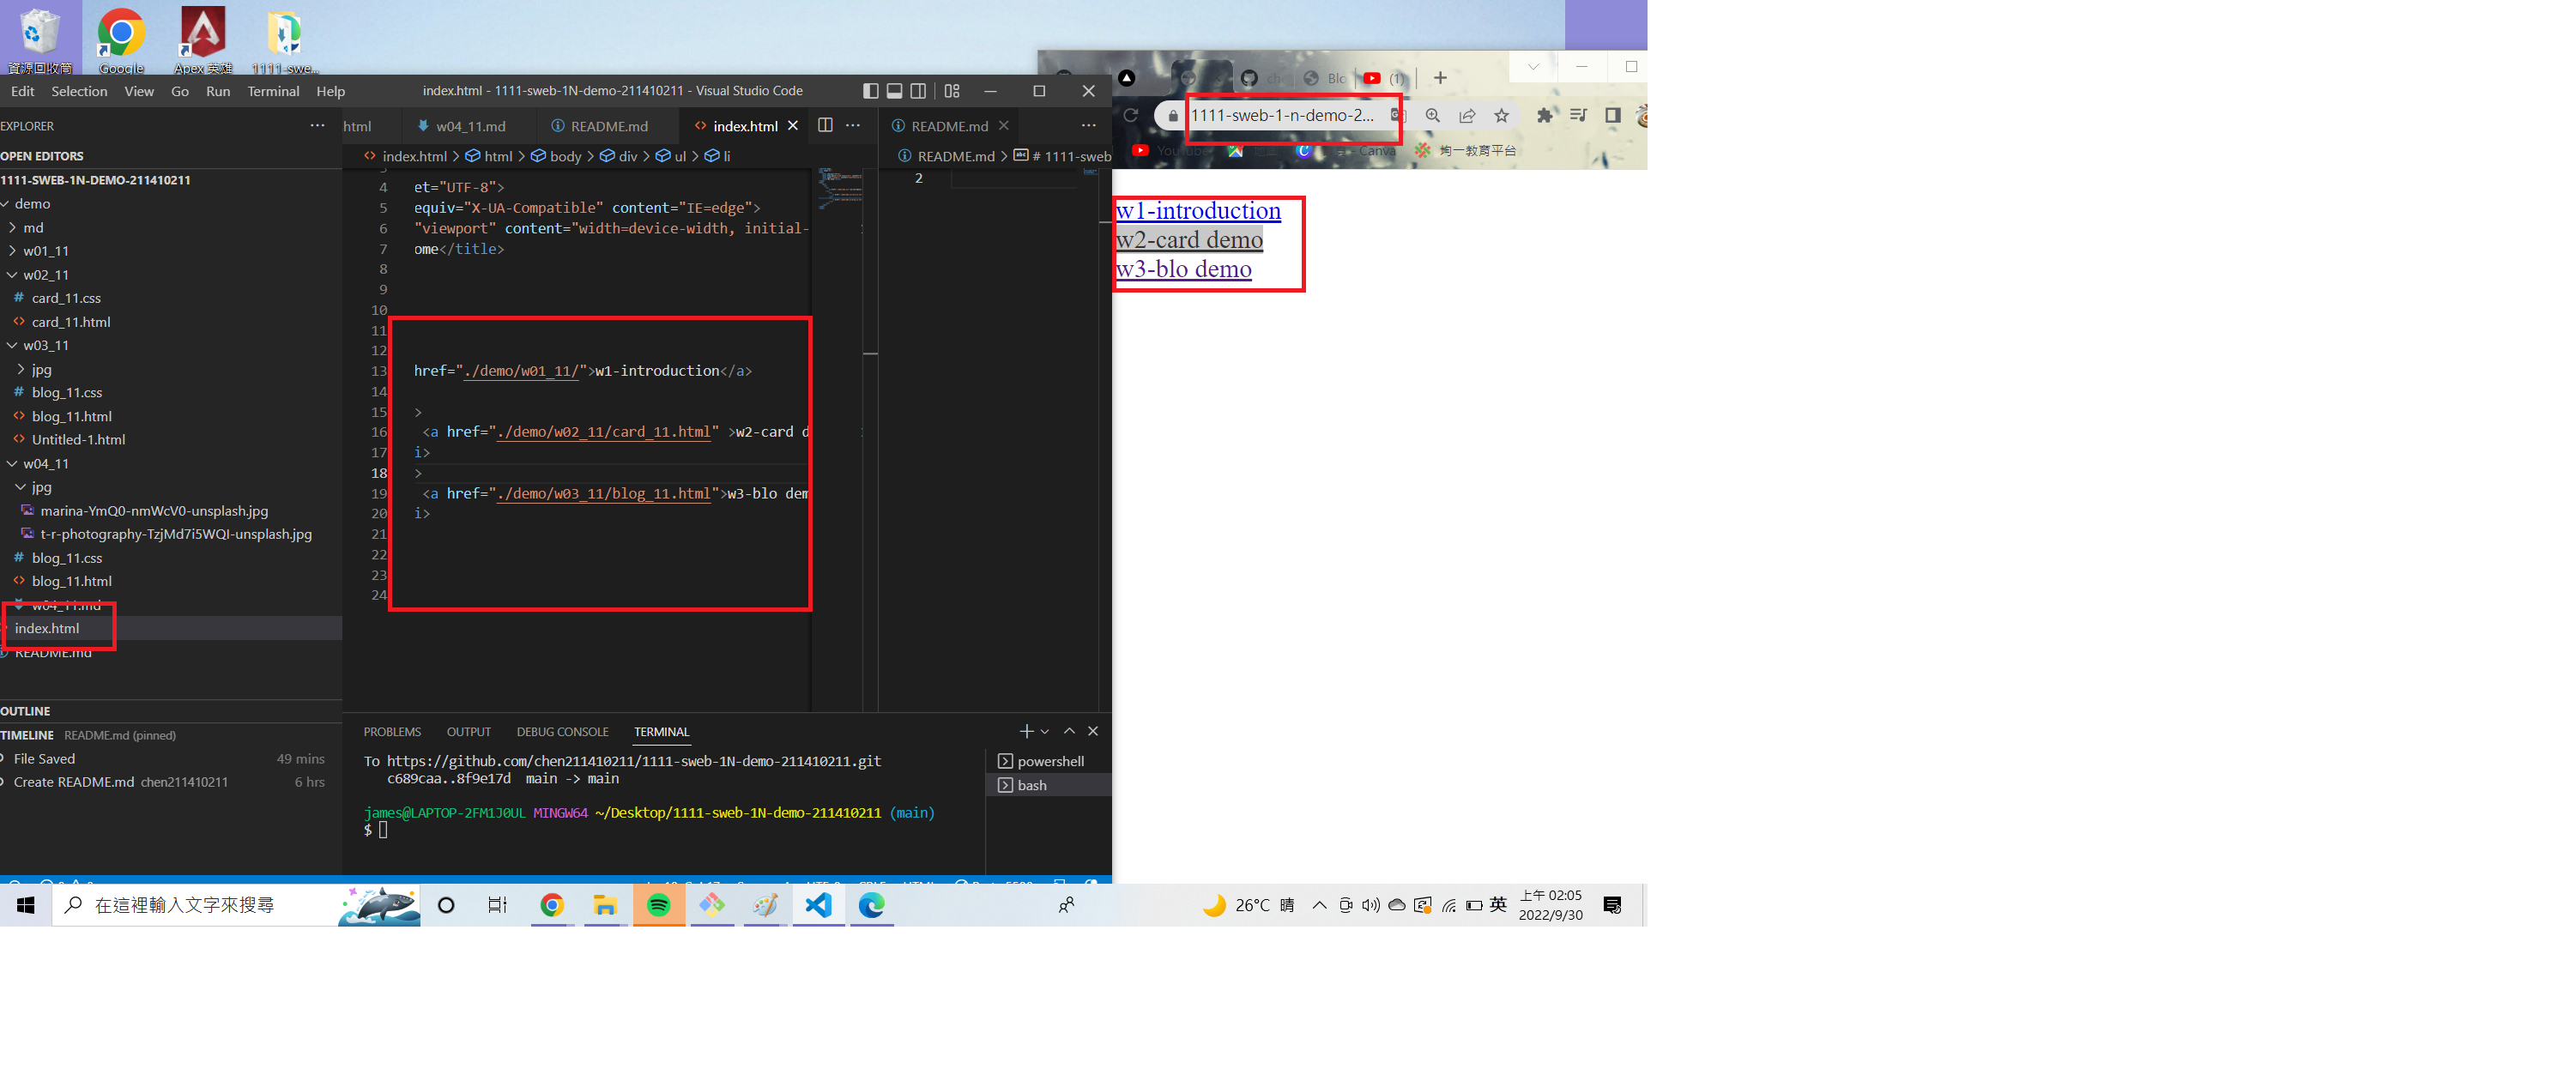 資源回收筒
Google
Apex 英雄
1111-swe...
Edit Selection View Go Run Terminal Help
index.html - 1111-sweb-1N-demo-211410211 - Visual Studio Code
EXPLORER
OPEN EDITORS
1111-SWEB-1N-DEMO-211410211
demo
md
w01_11
w02_11
card_11.css
card_11.html
w03_11
jpg
blog_11.css
blog_11.html
Untitled-1.html
w04_11
jpg
marina-YmQ0-nmWcV0-unsplash.jpg
t-r-photography-TzjMd7i5WQI-unsplash.jpg
blog_11.css
blog_11.html
w04_11.md
index.html
README.md
OUTLINE
TIMELINE README.md (pinned)
File Saved 49 mins
Create README.md chen211410211 6 hrs
html w04_11.md README.md index.html
index.html > html > body > div > ul > li
3
4 et="UTF-8">
5 equiv="X-UA-Compatible" content="IE=edge">
6 "viewport" content="width=device-width, initial-
7 ome</title>
8
9
10
11
12
13 href="./demo/w01_11/">w1-introduction</a>
14
15 >
16 <a href="./demo/w02_11/card_11.html" >w2-card d
17 i>
18 >
19 <a href="./demo/w03_11/blog_11.html">w3-blo dem
20 i>
21
22
23
24
README.md
README.md > # 1111-sweb
2
PROBLEMS OUTPUT DEBUG CONSOLE TERMINAL
To https://github.com/chen211410211/1111-sweb-1N-demo-211410211.git
c689caa..8f9e17d main -> main
james@LAPTOP-2FM1J0UL MINGW64 ~/Desktop/1111-sweb-1N-demo-211410211 (main)
$
powershell
bash
ch Blo (1)
1111-sweb-1-n-demo-2...
YouTube Canva 夠一教育平台
w1-introduction
w2-card demo
w3-blo demo
在這裡輸入文字來搜尋
26°C 晴
英
上午 02:05
2022/9/30